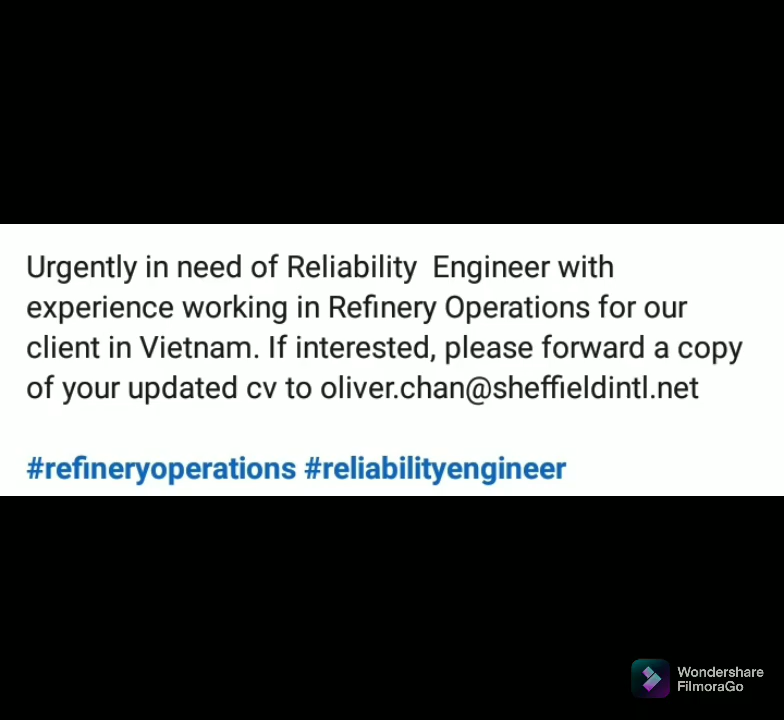 Urgently in need of Reliability  Engineer with
experience working in Refinery Operations for our
client in Vietnam. If interested, please forward a copy
of your updated cv to oliver.chan@sheffieldintl.net
#refineryoperations #reliabilityengineer
Wondershare
FilmoraGo